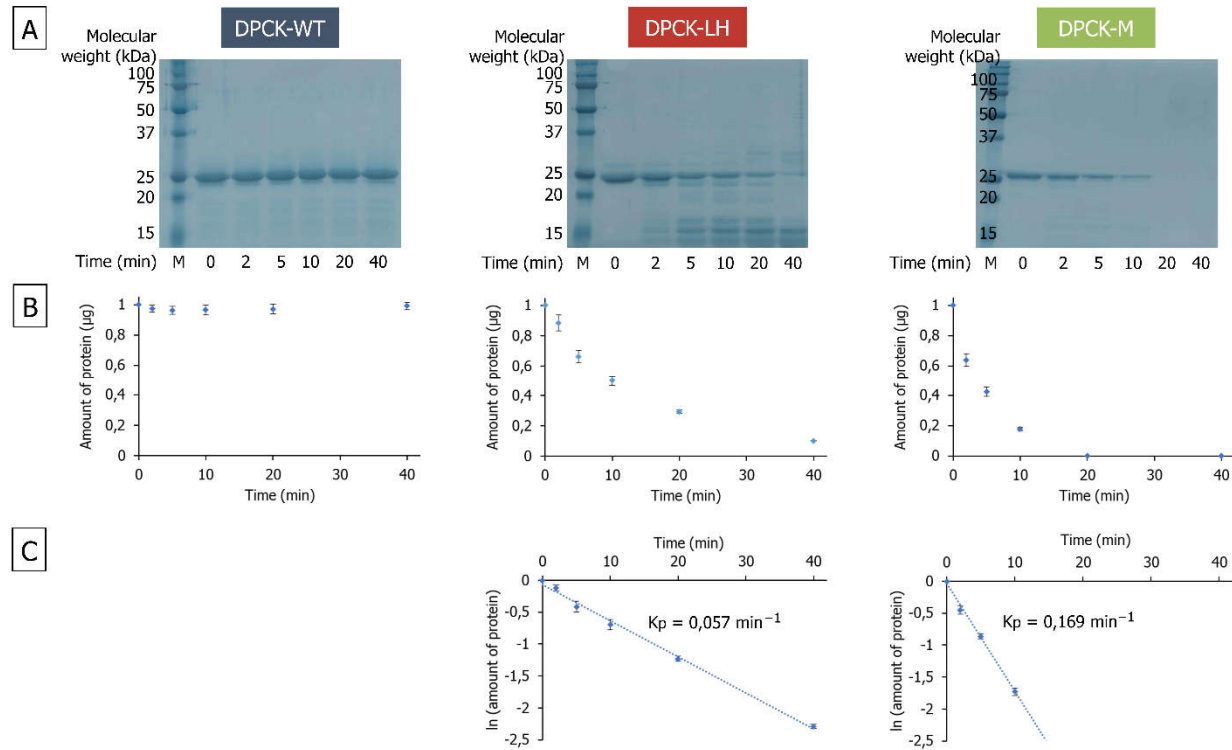 A
DPCK-WT
DPCK-LH
DPCK-M
Molecular
weight (kDa)
100
75
50
37
25
20
15
Time (min) M 0 2 5 10 20 40
Molecular
weight (kDa)
100
75
50
37
25
20
15
Time (min) M 0 2 5 10 20 40
Molecular
weight (kDa)
100
75
50
37
25
20
15
Time (min) M 0 2 5 10 20 40
B
Amount of protein (µg)
1
0,8
0,6
0,4
0,2
0
0 10 20 30 40
Time (min)
Amount of protein (µg)
1
0,8
0,6
0,4
0,2
0
0 10 20 30 40
Time (min)
Amount of protein (µg)
1
0,8
0,6
0,4
0,2
0
0 10 20 30 40
Time (min)
C
Time (min)
0 10 20 30 40
0
-0,5
-1
-1,5
-2
-2,5
ln (amount of protein)
Kp = 0,057 min⁻¹
Time (min)
0 10 20 30 40
0
-0,5
-1
-1,5
-2
-2,5
ln (amount of protein)
Kp = 0,169 min⁻¹